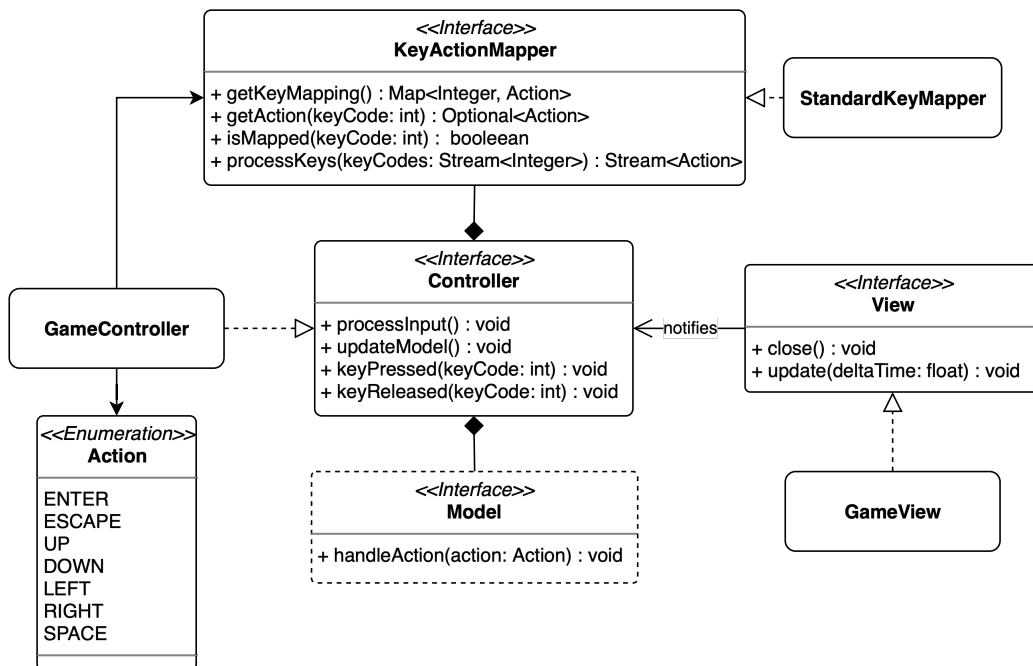 <<Interface>>
KeyActionMapper
+ getKeyMapping() : Map<Integer, Action>
+ getAction(keyCode: int) : Optional<Action>
+ isMapped(keyCode: int) : booleean
+ processKeys(keyCodes: Stream<Integer>) : Stream<Action>
StandardKeyMapper
<<Interface>>
Controller
+ processInput() : void
+ updateModel() : void
+ keyPressed(keyCode: int) : void
+ keyReleased(keyCode: int) : void
GameController
notifies
<<Interface>>
View
+ close() : void
+ update(deltaTime: float) : void
<<Enumeration>>
Action
ENTER
ESCAPE
UP
DOWN
LEFT
RIGHT
SPACE
<<Interface>>
Model
+ handleAction(action: Action) : void
GameView